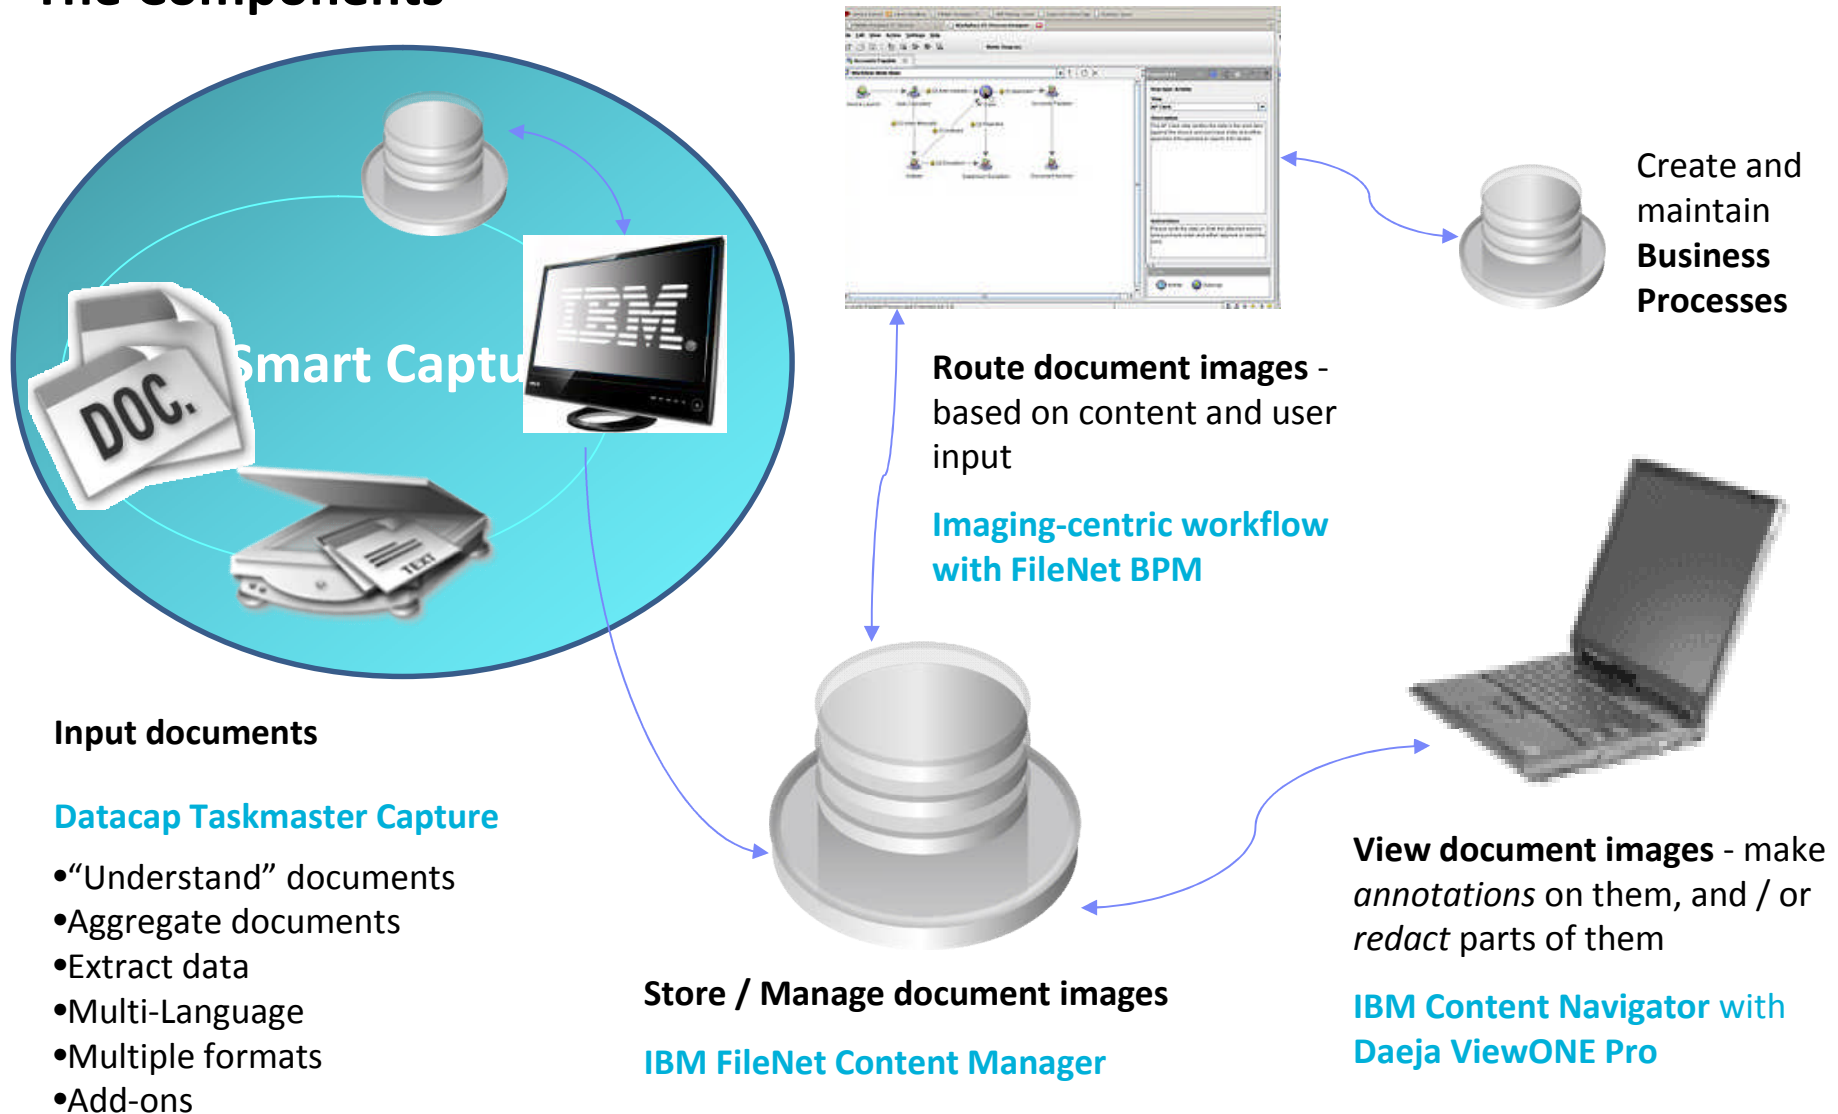 The Components
Smart Captu
IBM
DOC.
TEXT
Create and
maintain
Business
Processes
Route document images -
based on content and user
input
Imaging-centric workflow
with FileNet BPM
Input documents
Datacap Taskmaster Capture
•“Understand” documents
•Aggregate documents
•Extract data
•Multi-Language
•Multiple formats
•Add-ons
Store / Manage document images
IBM FileNet Content Manager
View document images - make
annotations on them, and / or
redact parts of them
IBM Content Navigator with
Daeja ViewONE Pro